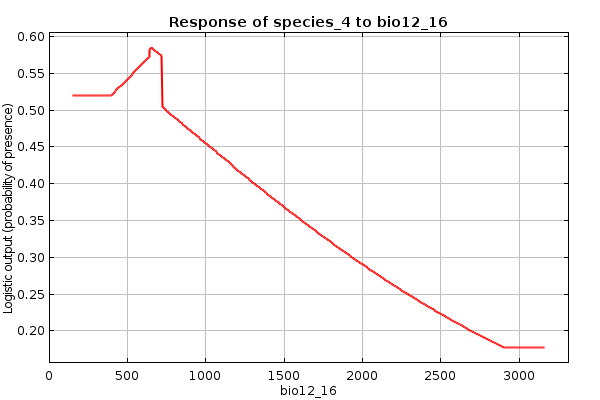 Response of species_4 to bio12_16
Logistic output (probability of presence)
0.60
0.55
0.50
0.45
0.40
0.35
0.30
0.25
0.20
0 500 1000 1500 2000 2500 3000
bio12_16